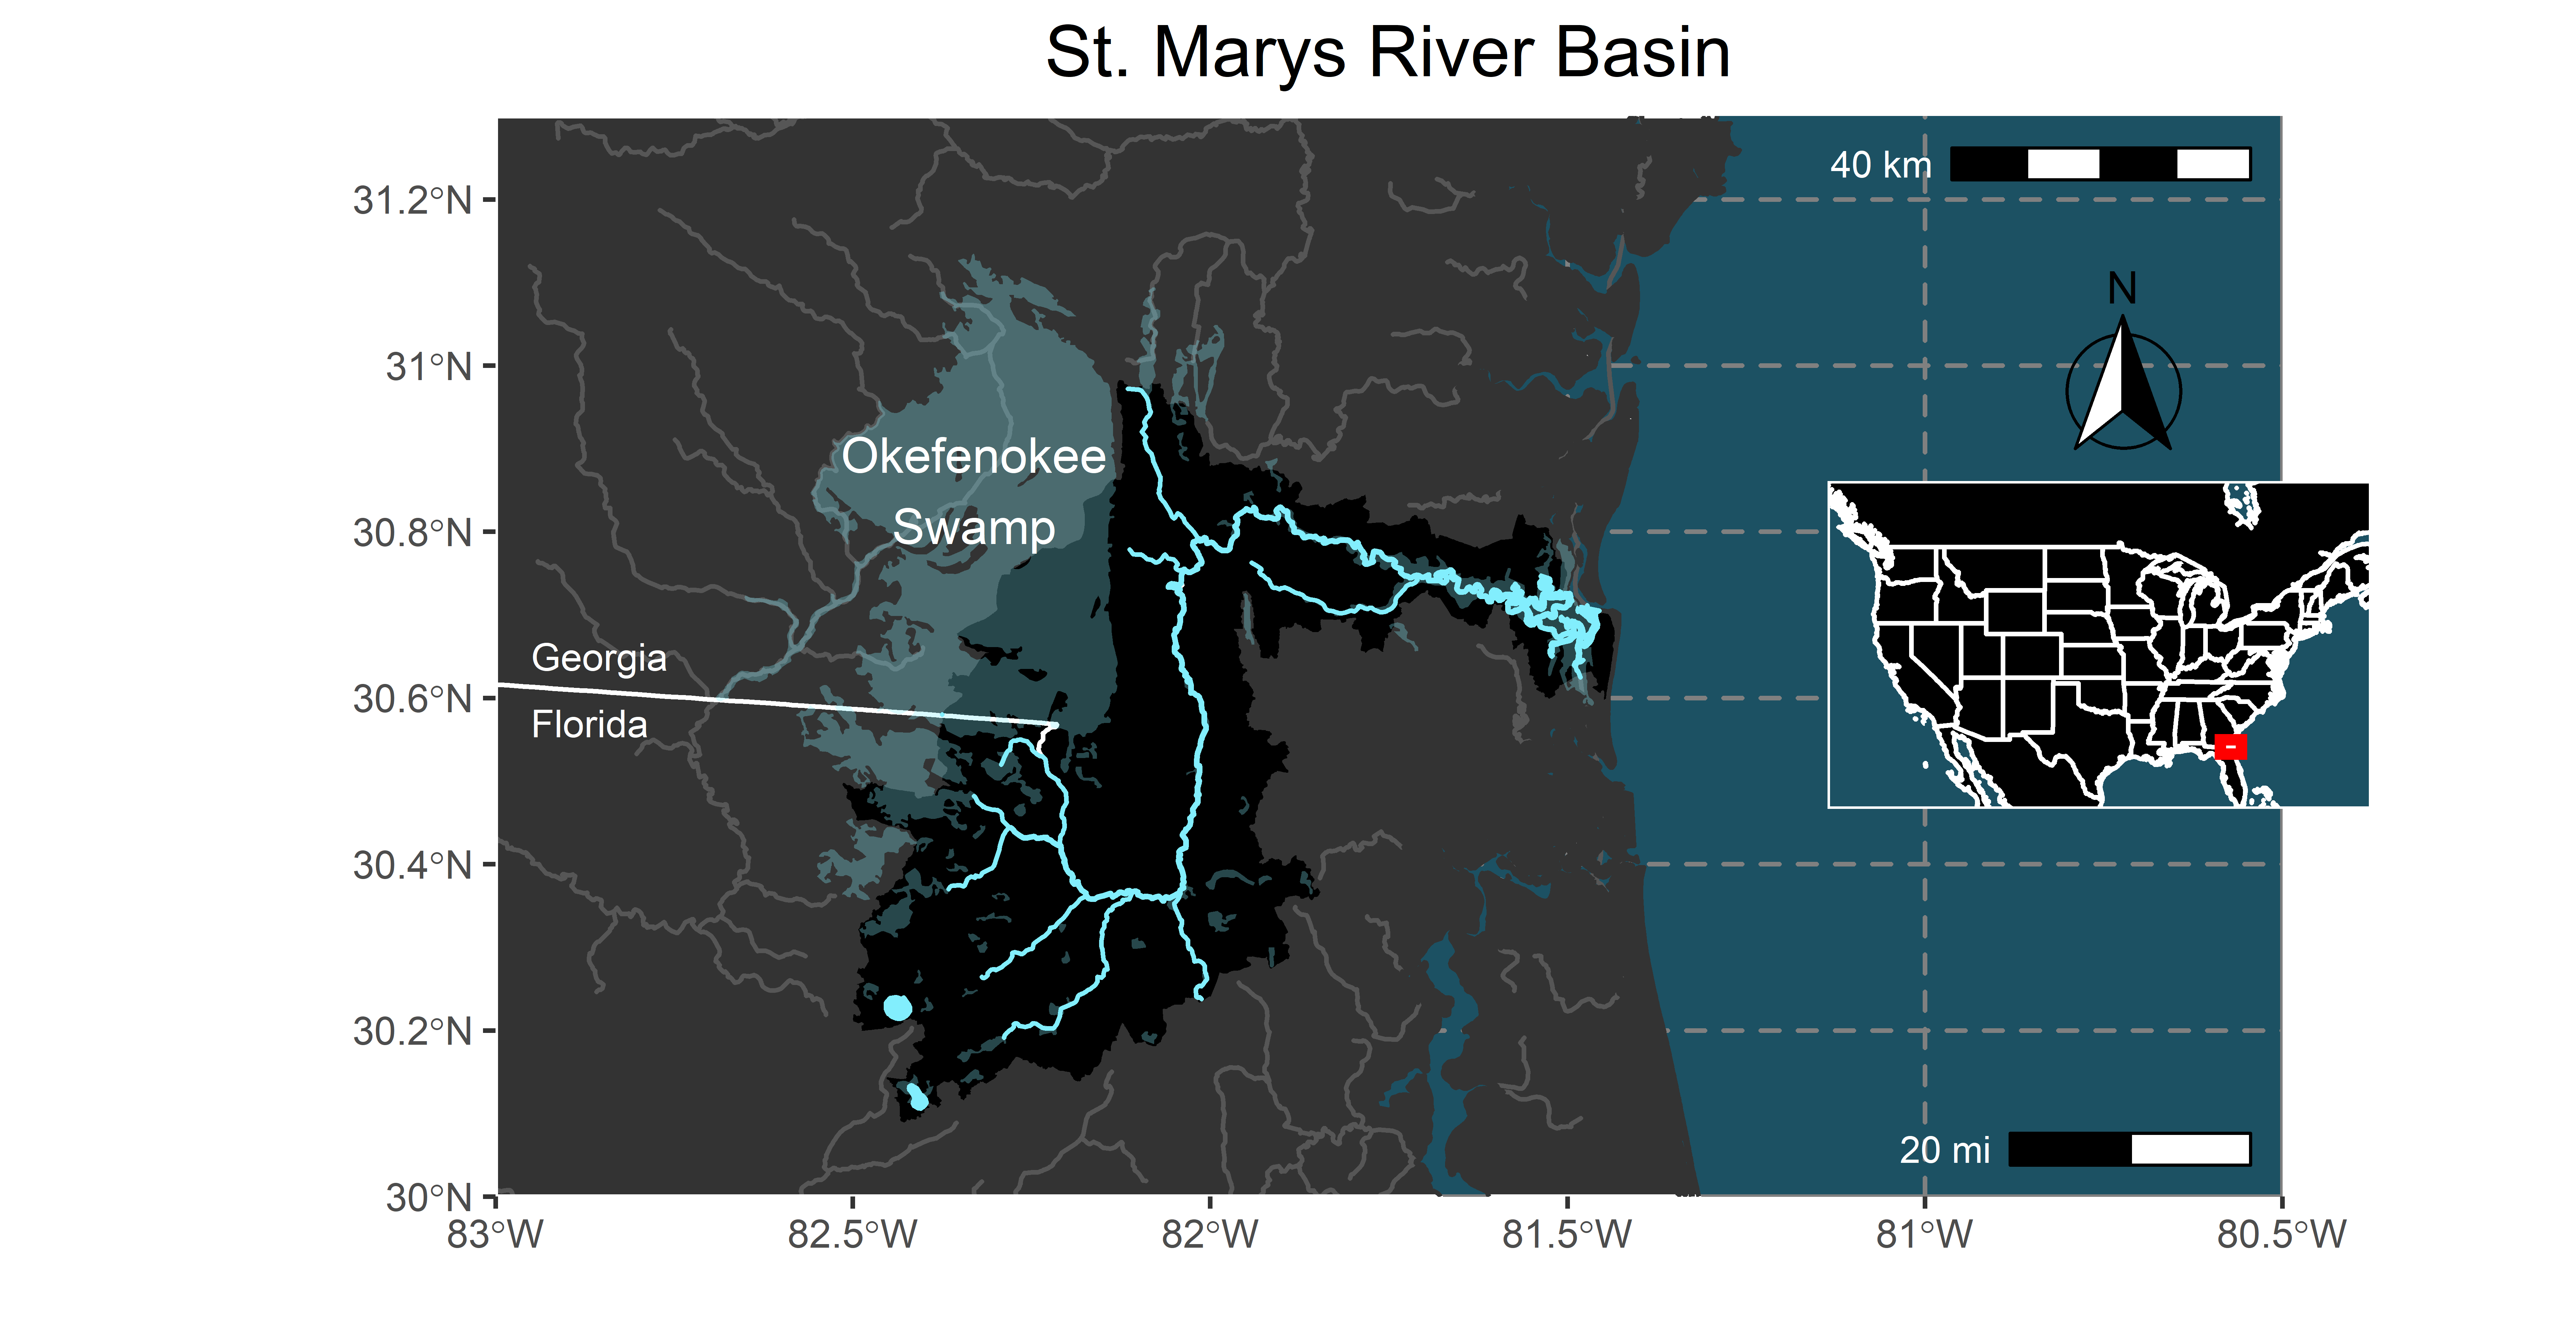 St. Marys River Basin
40 km
31.2°N
N
31°N
Okefenokee
Swamp
30.8°N
Georgia
30.6°N
Florida
30.4°N
30.2°N
20 mi
30°N
83°W
82.5°W
82°W
81.5°W
81°W
80.5°W